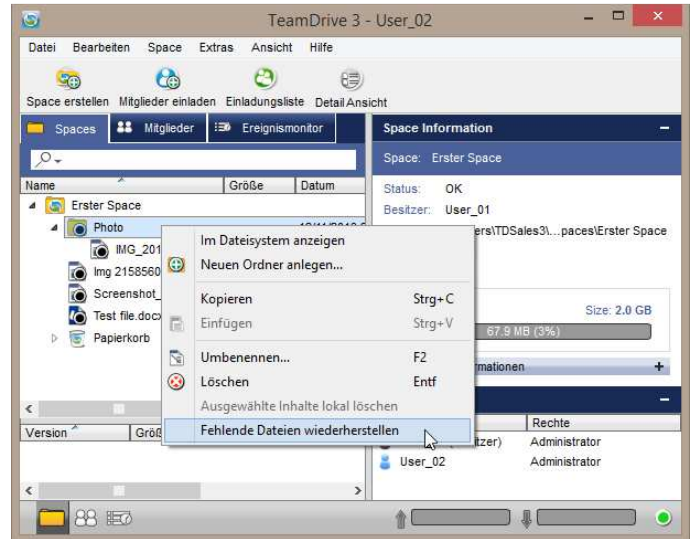 TeamDrive 3 - User_02
Datei Bearbeiten Space Extras Ansicht Hilfe
Space erstellen Mitglieder einladen Einladungsliste Detail Ansicht
Spaces Mitglieder Ereignismonitor
Name Größe Datum
Erster Space
Photo
IMG_201
Img 2158560
Screenshot_
Test file.docx
Papierkorb
Im Dateisystem anzeigen
Neuen Ordner anlegen...
Kopieren Strg+C
Einfügen Strg+V
Umbenennen... F2
Löschen Entf
Ausgewählte Inhalte lokal löschen
Fehlende Dateien wiederherstellen
Version Größ
Space Information
Space: Erster Space
Status: OK
Besitzer: User_01
ers\TDSales3\...paces\Erster Space
Size: 2.0 GB
67.9 MB (3%)
rmationen
Rechte
itzer) Administrator
User_02 Administrator